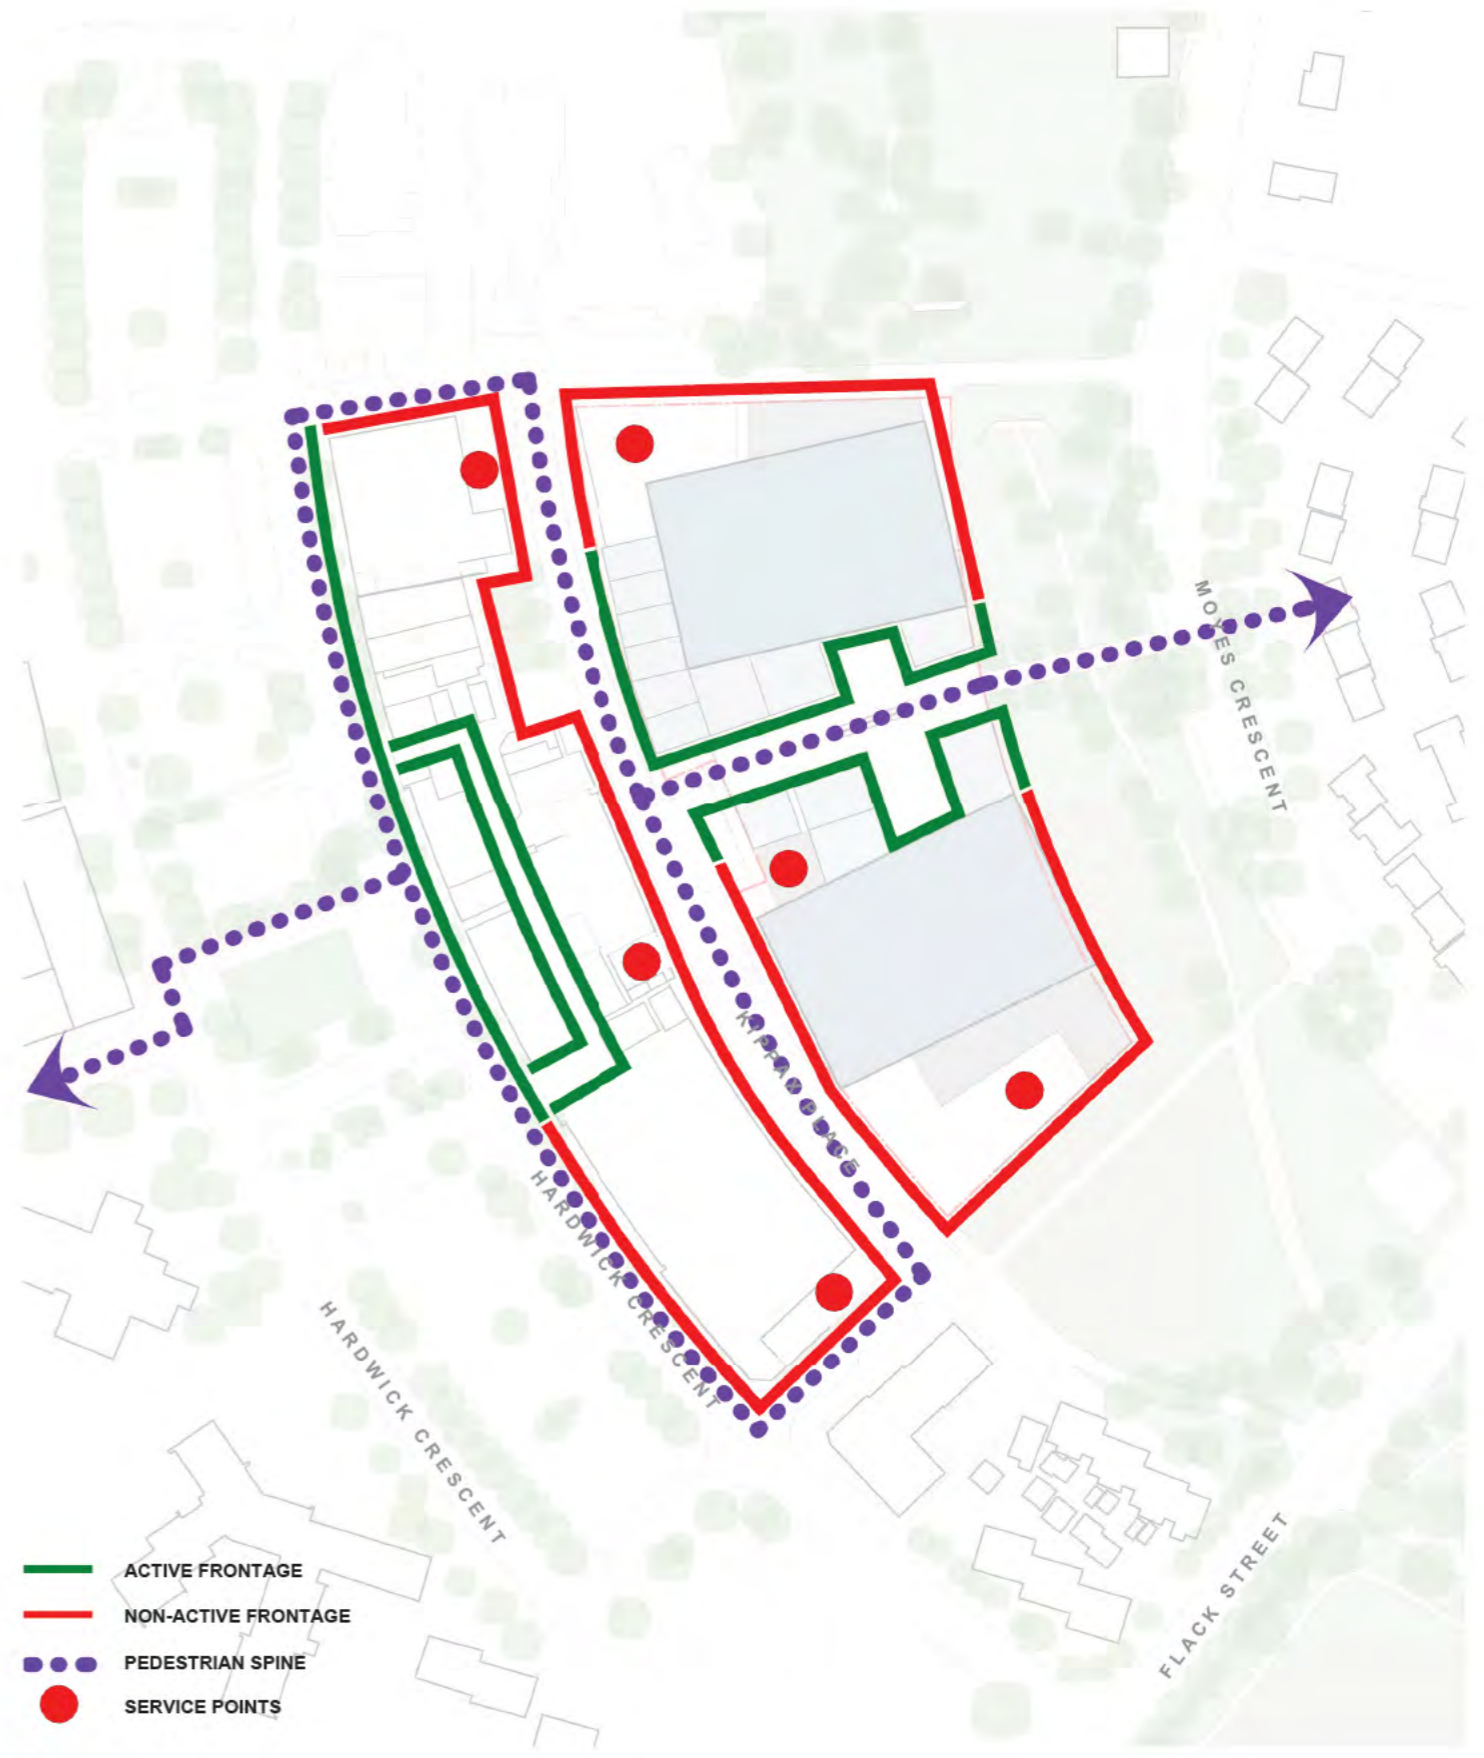 MOYES CRESCENT
KIPPAX PLACE
HARDWICK CRESCENT
HARDWICK CRESCENT
FLACK STREET
ACTIVE FRONTAGE
NON-ACTIVE FRONTAGE
PEDESTRIAN SPINE
SERVICE POINTS